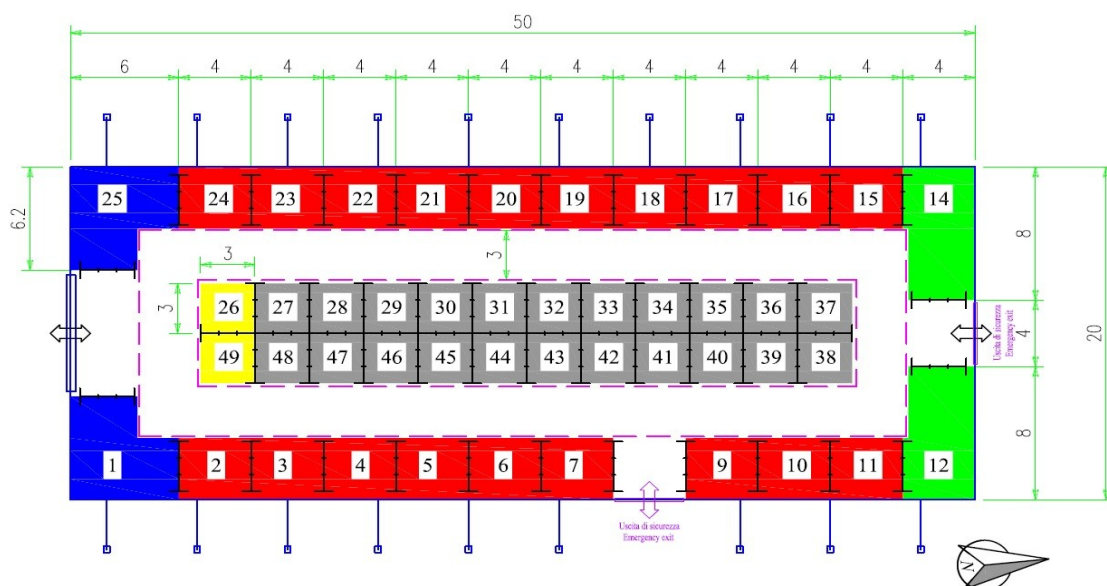 50
6 4 4 4 4 4 4 4 4 4 4 4
25 24 23 22 21 20 19 18 17 16 15 14
6.2
8
3
3
3
26 27 28 29 30 31 32 33 34 35 36 37
49 48 47 46 45 44 43 42 41 40 39 38
Uscita di sicurezza
Emergency exit
4
20
8
1 2 3 4 5 6 7 9 10 11 12
Uscita di sicurezza
Emergency exit
N